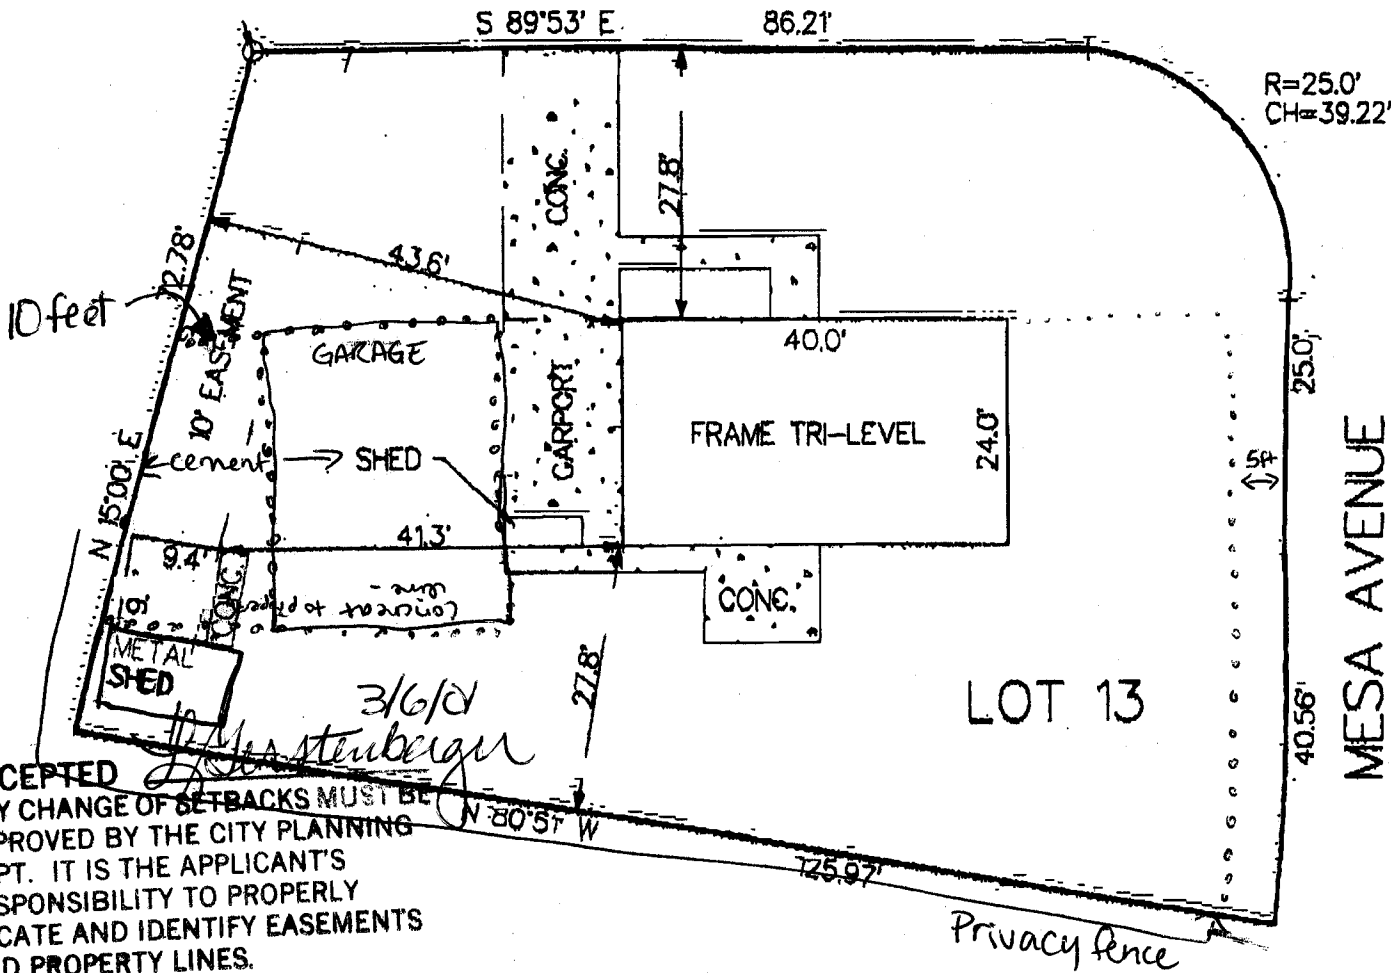 S 89°53' E 86.21'
R=25.0'
CH=39.22'
CONC.
27.8'
43.6'
72.78'
10 feet
10' EASEMENT
GARAGE
CARPORT
40.0'
FRAME TRI-LEVEL
24.0'
25.0'
5ft
MESA AVENUE
cement
SHED
N 15°00' E
41.3'
9.4'
CONC.
Concreat to
CONC.
METAL
SHED
27.8'
LOT 13
40.56'
3/6/01
CEPTED
Y CHANGE OF SETBACKS MUST BE
PROVED BY THE CITY PLANNING
PT. IT IS THE APPLICANT'S
SPONSIBILITY TO PROPERLY
CATE AND IDENTIFY EASEMENTS
D PROPERTY LINES.
N 80°51' W
125.97'
Privacy fence